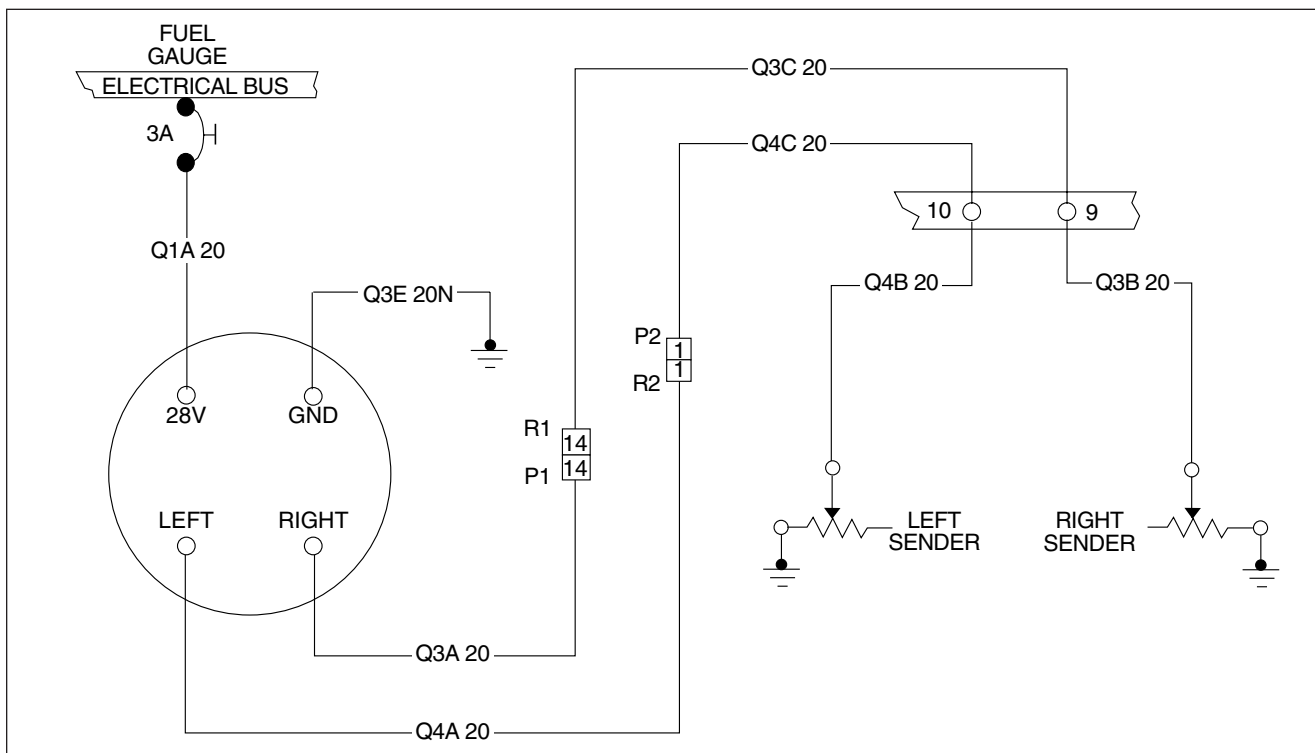 FUEL
GAUGE
ELECTRICAL BUS
3A
Q1A 20
Q3E 20N
28V
GND
LEFT
RIGHT
Q3A 20
Q4A 20
R1
14
14
P1
P2
1
1
R2
Q3C 20
Q4C 20
10
9
Q4B 20
Q3B 20
LEFT
SENDER
RIGHT
SENDER